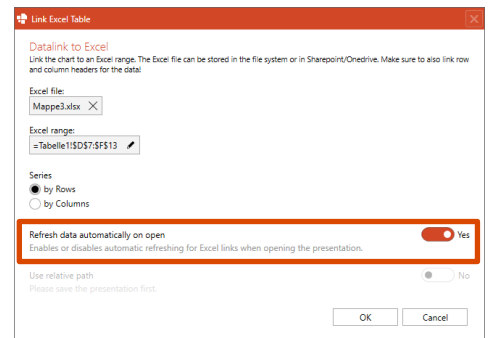 Link Excel Table
Datalink to Excel
Link the chart to an Excel range. The Excel file can be stored in the file system or in Sharepoint/Onedrive. Make sure to also link row
and column headers for the data!
Excel file:
Mappe3.xlsx
Excel range:
=Tabelle1!$D$7:$F$13
Series
by Rows
by Columns
Refresh data automatically on open
Yes
Enables or disables automatic refreshing for Excel links when opening the presentation.
Use relative path
No
Please save the presentation first.
OK
Cancel